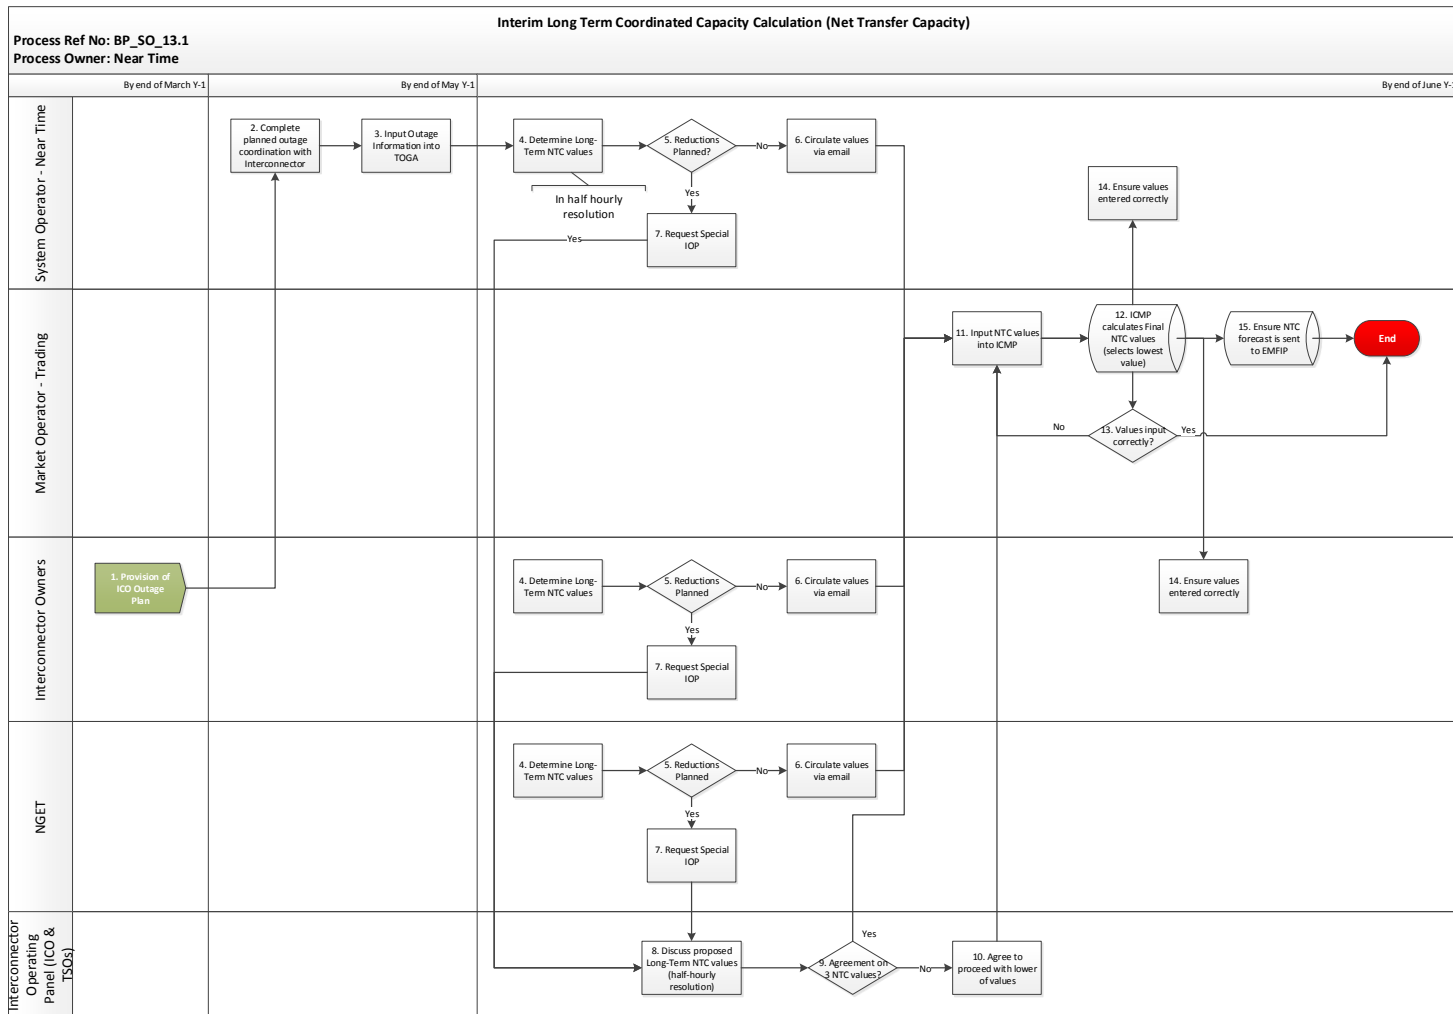 Interim Long Term Coordinated Capacity Calculation (Net Transfer Capacity)
Process Ref No: BP_SO_13.1
Process Owner: Near Time
By end of March Y-1
By end of May Y-1
By end of June Y-1
System Operator - Near Time
2. Complete
planned outage
coordination with
Interconnector
3. Input Outage
Information into
TOGA
4. Determine Long-
Term NTC values
In half hourly
resolution
5. Reductions
Planned?
No
6. Circulate values
via email
Yes
7. Request Special
IOP
Yes
14. Ensure values
entered correctly
Market Operator - Trading
11. Input NTC values
into ICMP
12. ICMP
calculates Final
NTC values
(selects lowest
value)
15. Ensure NTC
forecast is sent
to EMFIP
End
No
13. Values input
correctly?
Yes
Interconnector Owners
1. Provision of
ICO Outage
Plan
4. Determine Long-
Term NTC values
5. Reductions
Planned
No
6. Circulate values
via email
Yes
7. Request Special
IOP
14. Ensure values
entered correctly
NGET
4. Determine Long-
Term NTC values
5. Reductions
Planned
No
6. Circulate values
via email
Yes
7. Request Special
IOP
Interconnector
Operating
Panel (ICO &
TSOs)
8. Discuss proposed
Long-Term NTC values
(half-hourly
resolution)
Yes
9. Agreement on
3 NTC values?
No
10. Agree to
proceed with lower
of values